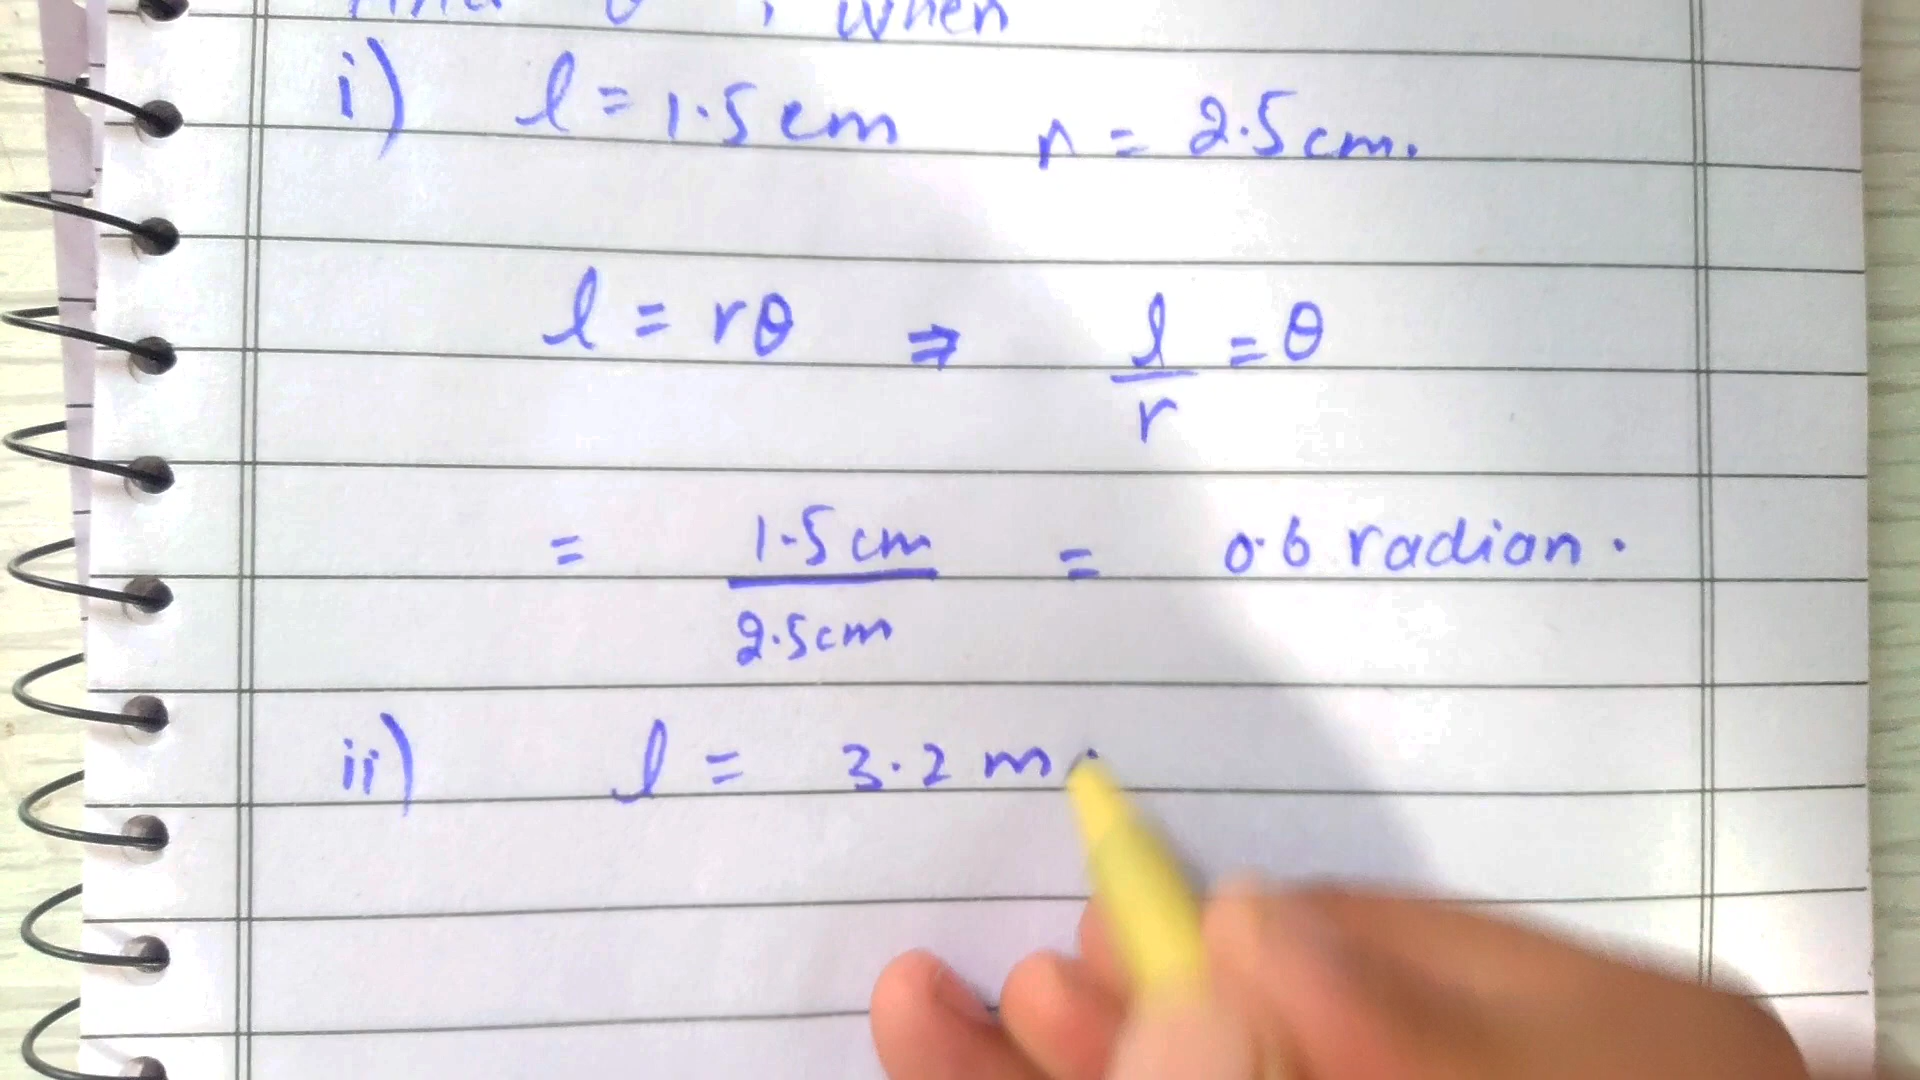 Find θ , when
i) l = 1.5 cm r = 2.5 cm.
l = rθ ⇒ l/r = θ
= 1.5 cm / 2.5 cm = 0.6 radian.
ii) l = 3.2 m.